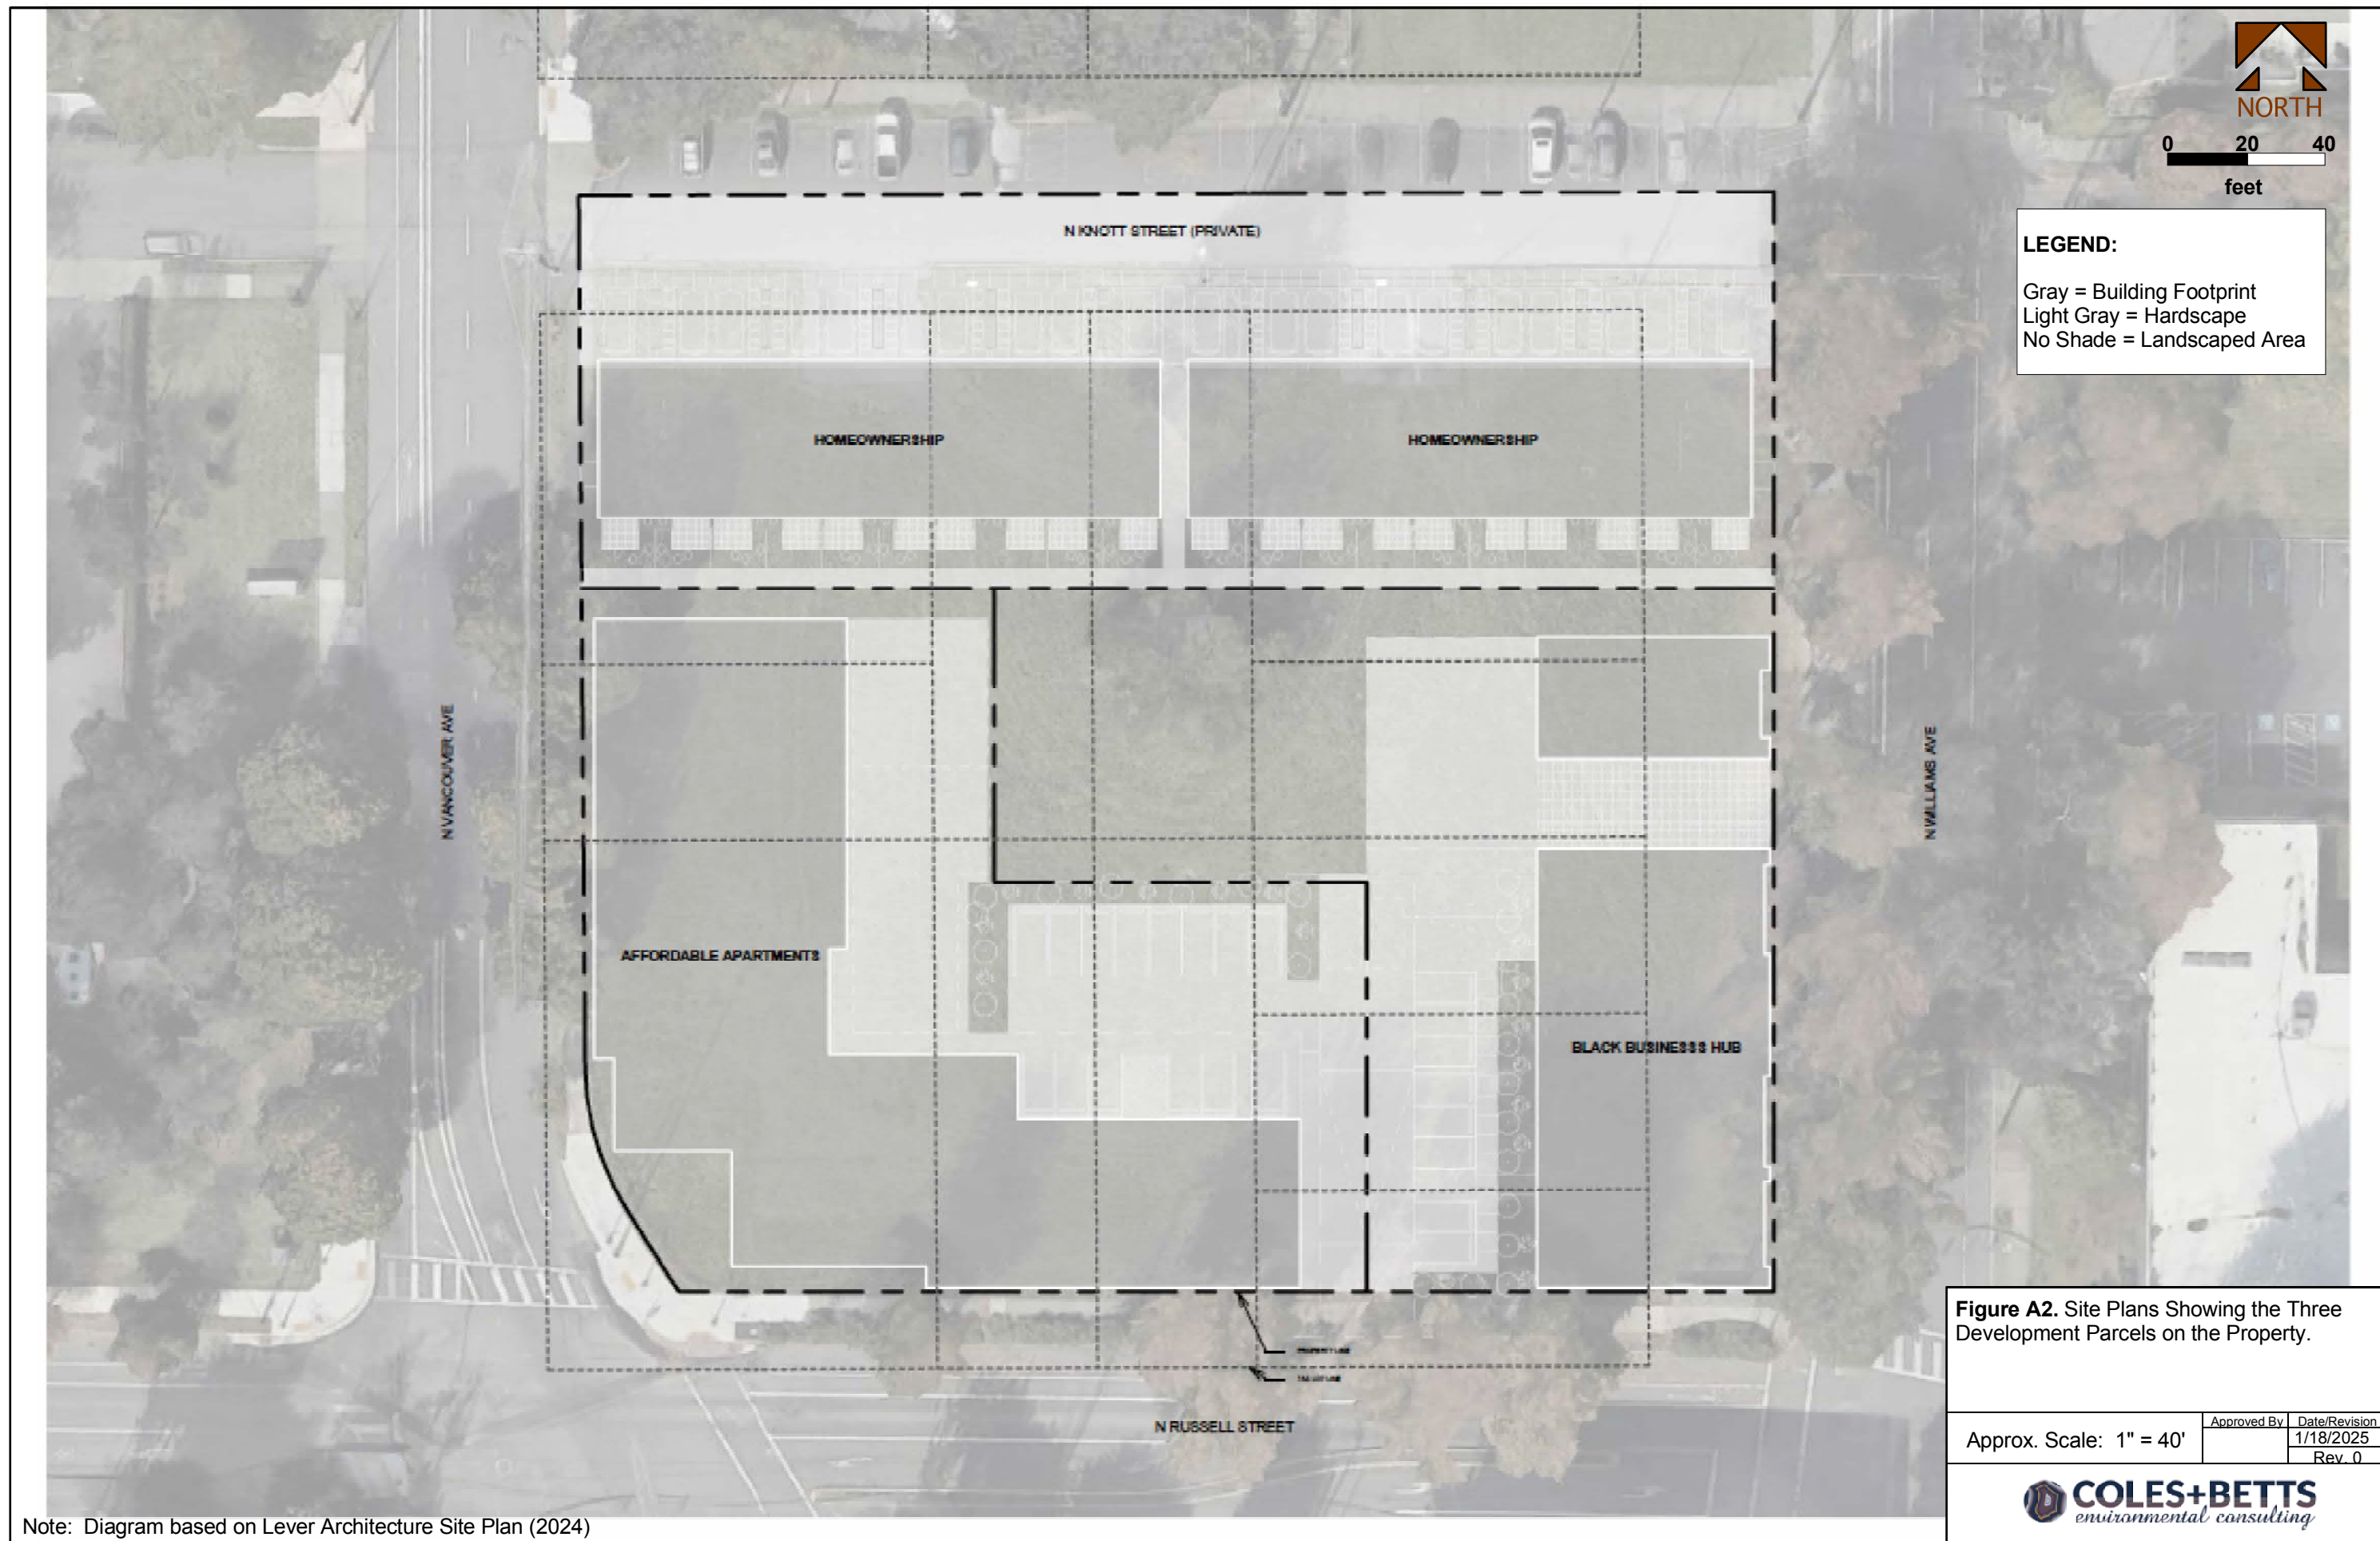 NORTH
0 20 40
feet
LEGEND:
Gray = Building Footprint
Light Gray = Hardscape
No Shade = Landscaped Area
N KNOTT STREET (PRIVATE)
HOMEOWNERSHIP
HOMEOWNERSHIP
N VANCOUVER AVE
N WILLIAMS AVE
AFFORDABLE APARTMENTS
BLACK BUSINESSS HUB
N RUSSELL STREET
Figure A2. Site Plans Showing the Three
Development Parcels on the Property.
Approx. Scale: 1" = 40'
Approved By
Date/Revision
1/18/2025
Rev. 0
COLES+BETTS
environmental consulting
Note: Diagram based on Lever Architecture Site Plan (2024)